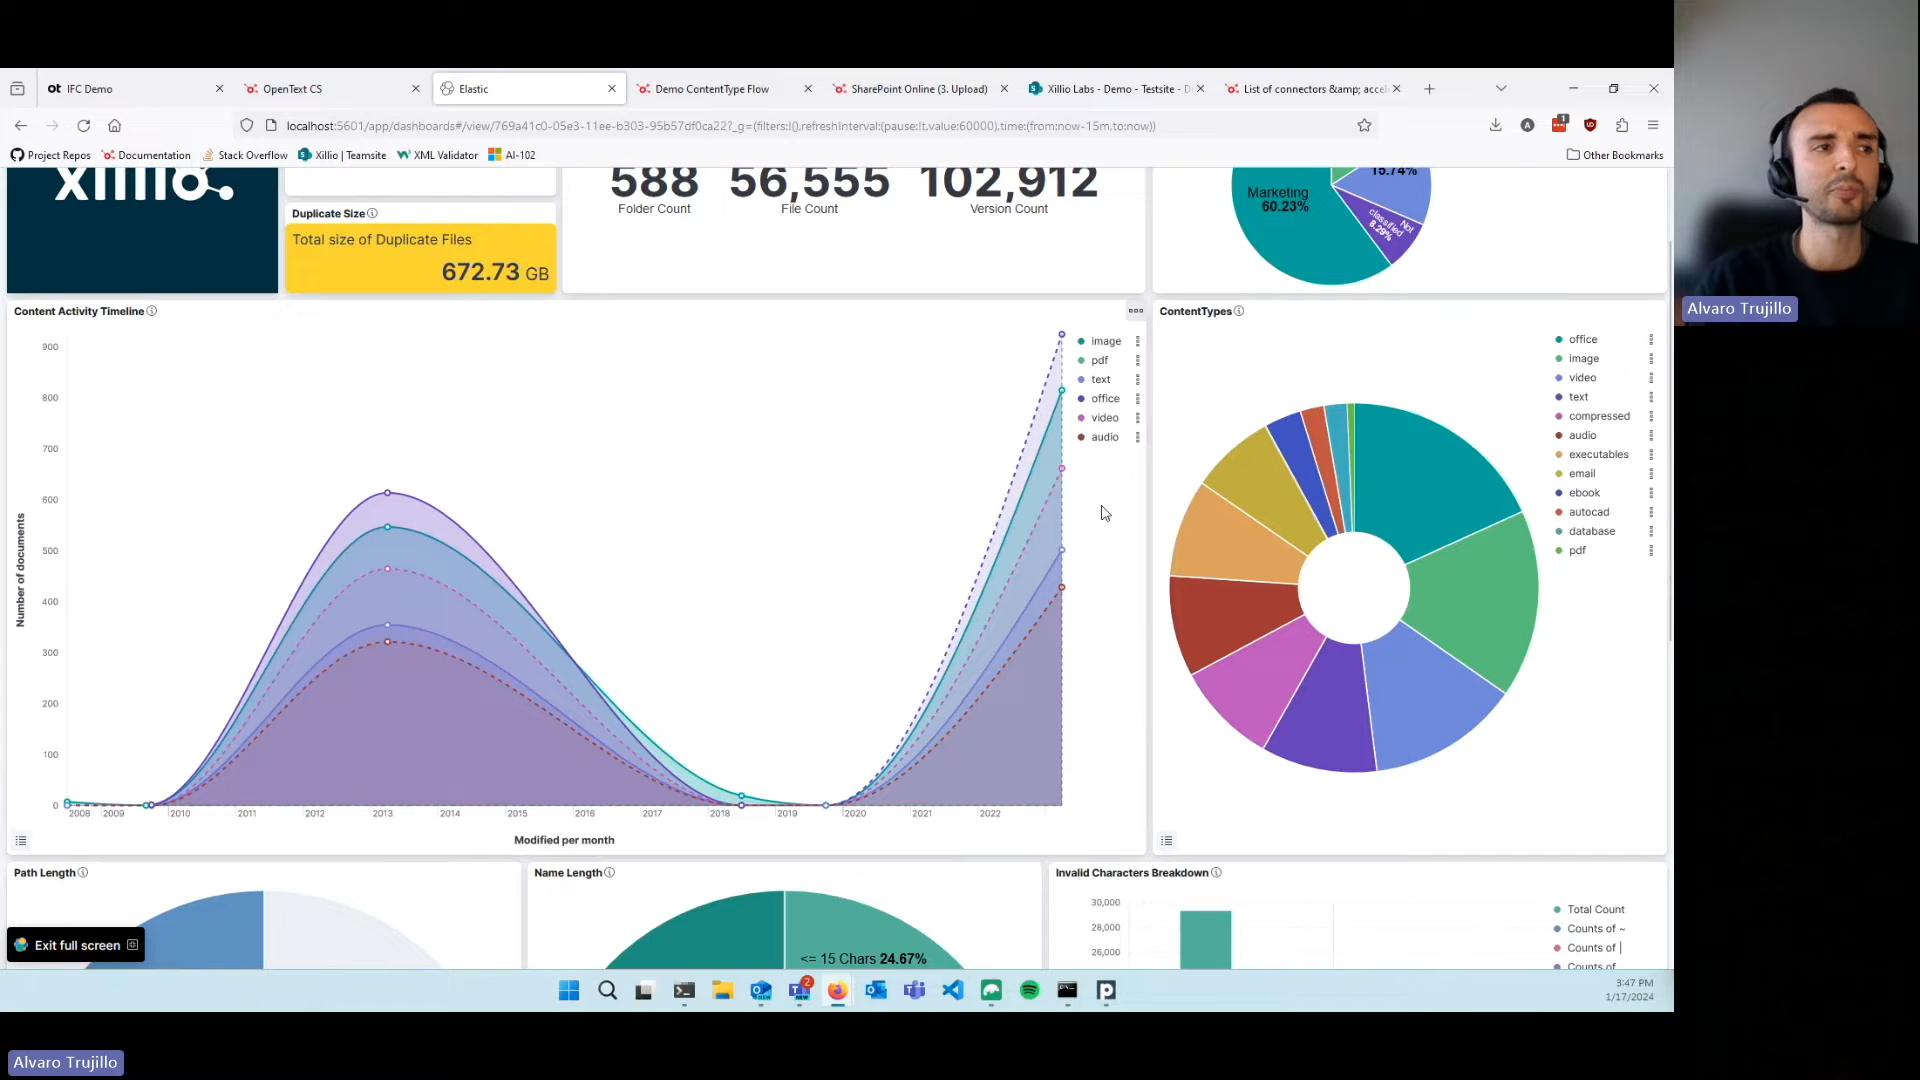 IFC Demo
OpenText CS
Elastic
Demo ContentType Flow
SharePoint Online (3. Upload)
Xillio Labs - Demo - Testsite - D
List of connectors &amp; accel
localhost:5601/app/dashboards#/view/769a41c0-05e3-11ee-b303-95b57df0ca22?_g=(filters:!(),refreshInterval:(pause:!t,value:60000),time:(from:now-15m,to:now))
Project Repos
Documentation
Stack Overflow
Xillio | Teamsite
XML Validator
AI-102
Other Bookmarks
xillio
Duplicate Size
Total size of Duplicate Files
672.73 GB
588
Folder Count
56,555
File Count
102,912
Version Count
Marketing
60.23%
15.74%
Not
classified
8.29%
Alvaro Trujillo
Content Activity Timeline
900
800
700
600
500
400
300
200
100
0
Number of documents
2008 2009 2010 2011 2012 2013 2014 2015 2016 2017 2018 2019 2020 2021 2022
Modified per month
image
pdf
text
office
video
audio
ContentTypes
office
image
video
text
compressed
audio
executables
email
ebook
autocad
database
pdf
Path Length
Name Length
<= 15 Chars 24.67%
Invalid Characters Breakdown
30,000
28,000
26,000
Total Count
Counts of ~
Counts of |
Counts of
Exit full screen
3:47 PM
1/17/2024
Alvaro Trujillo